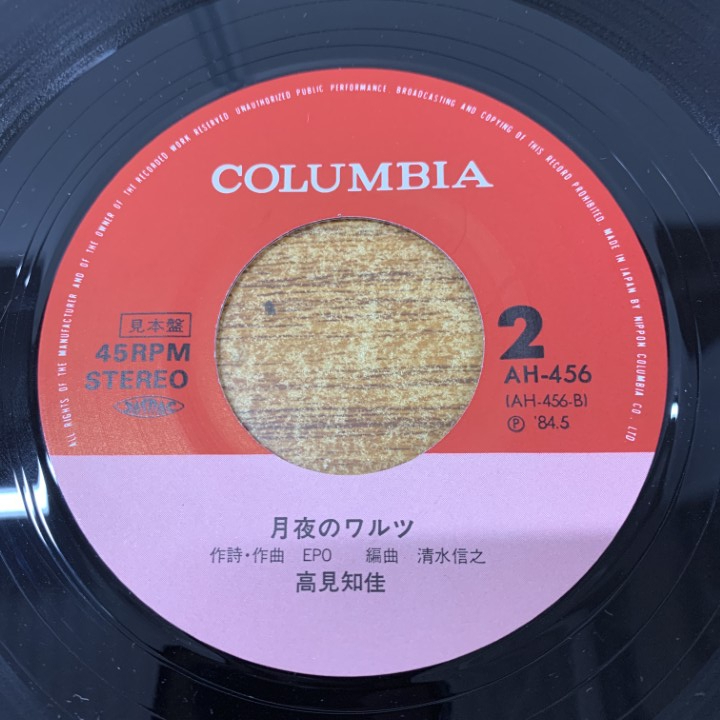 ALL RIGHTS OF THE MANUFACTURER AND OF THE OWNER OF THE RECORDED WORK RESERVED. UNAUTHORIZED PUBLIC PERFORMANCE. BROADCASTING AND COPYING OF THIS RECORD PROHIBITED. MADE IN JAPAN BY NIPPON COLUMBIA CO., LTD.
COLUMBIA
見本盤
45RPM
STEREO
2
AH-456
(AH-456-B)
Ⓟ '84.5
月夜のワルツ
作詩・作曲 EPO 編曲 清水信之
高見知佳